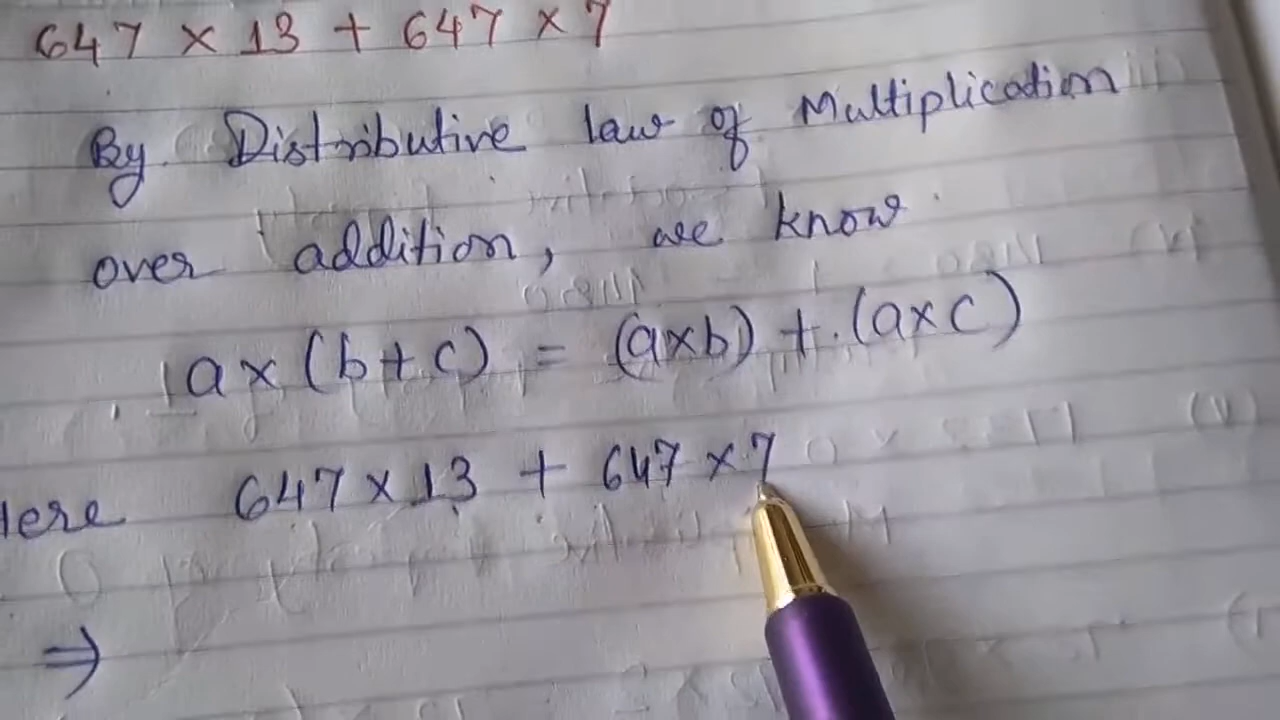 647 × 13 + 647 × 7
By Distributive law of Multiplication
over addition, we know
a × (b + c) = (a×b) + (a×c)
Here 647 × 13 + 647 × 7
⇒